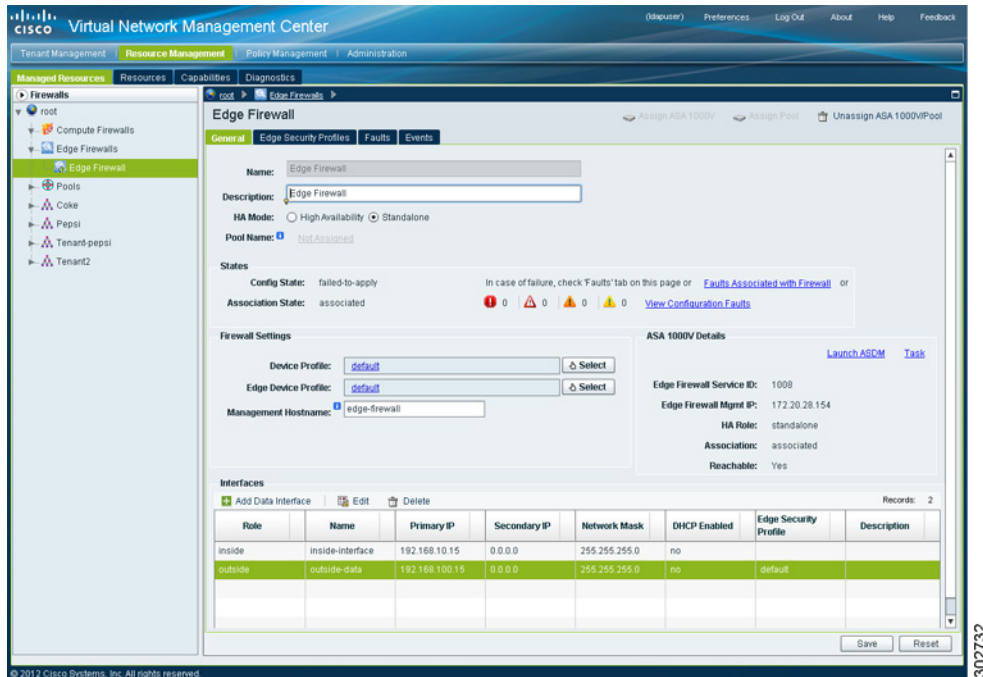 cisco Virtual Network Management Center
(ldapuser) Preferences Log Out About Help Feedback
Tenant Management Resource Management Policy Management Administration
Managed Resources Resources Capabilities Diagnostics
Firewalls
root
Compute Firewalls
Edge Firewalls
Edge Firewall
Pools
Coke
Pepsi
Tenant-pepsi
Tenant2
root Edge Firewalls
Edge Firewall
Assign ASA 1000V Assign Pool Unassign ASA 1000V/Pool
General Edge Security Profiles Faults Events
Name: Edge Firewall
Description: Edge Firewall
HA Mode: High Availability Standalone
Pool Name: Not Assigned
States
Config State: failed-to-apply In case of failure, check 'Faults' tab on this page or Faults Associated with Firewall or
Association State: associated 0 0 0 0 View Configuration Faults
Firewall Settings
Device Profile: default Select
Edge Device Profile: default Select
Management Hostname: edge-firewall
ASA 1000V Details
Launch ASDM Task
Edge Firewall Service ID: 1008
Edge Firewall Mgmt IP: 172.20.28.154
HA Role: standalone
Association: associated
Reachable: Yes
Interfaces
Add Data Interface Edit Delete Records: 2
Role Name Primary IP Secondary IP Network Mask DHCP Enabled Edge Security Profile Description
inside inside-interface 192.168.10.15 0.0.0.0 255.255.255.0 no
outside outside-data 192.168.100.15 0.0.0.0 255.255.255.0 no default
Save Reset
© 2012 Cisco Systems, Inc. All rights reserved.
302732